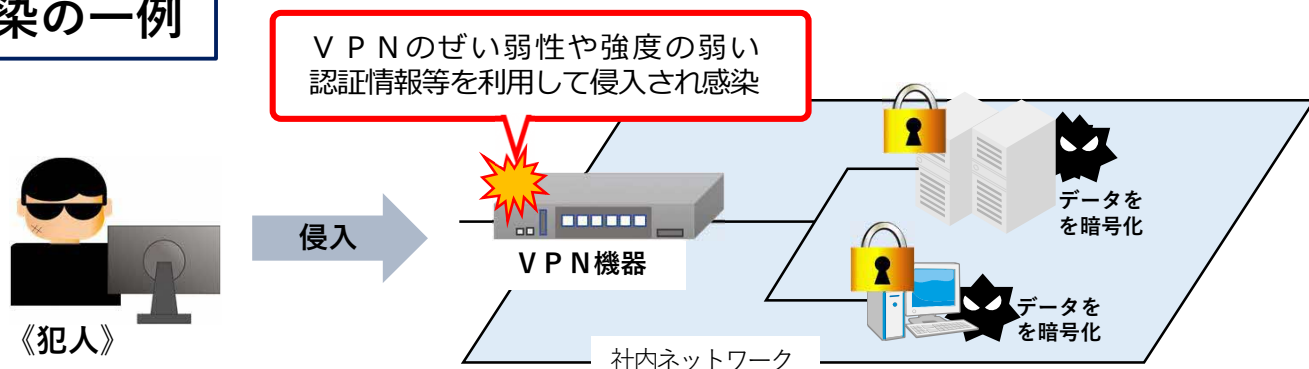 染の一例
ＶＰＮのぜい弱性や強度の弱い
認証情報等を利用して侵入され感染
侵入
ＶＰＮ機器
データを
を暗号化
データを
を暗号化
《犯人》
社内ネットワーク